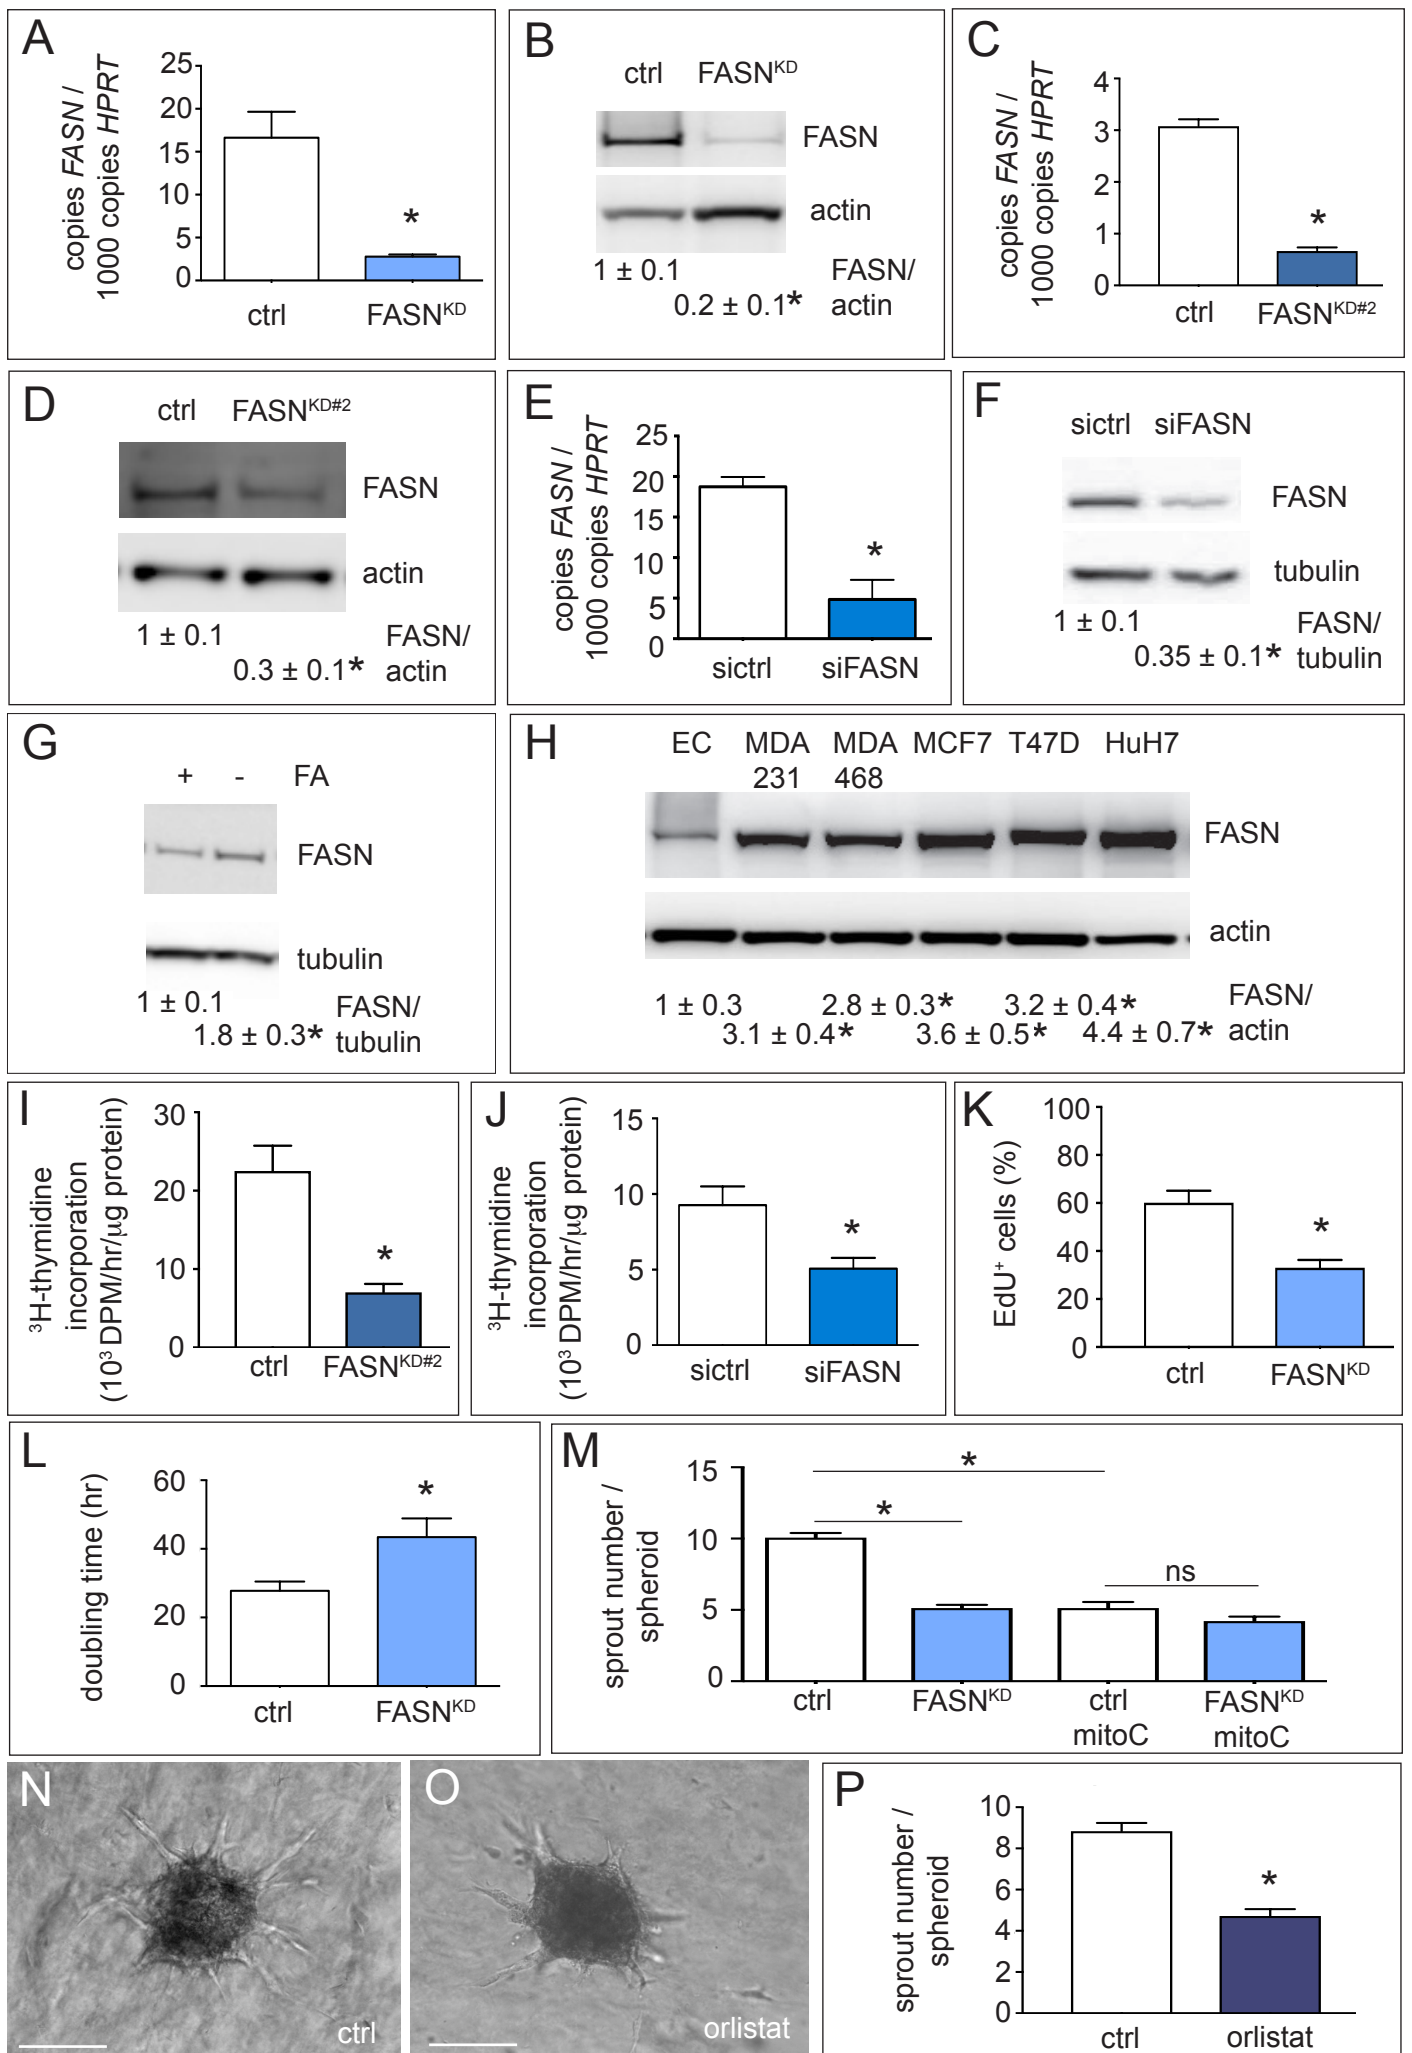 A
copies FASN /
1000 copies HPRT
25
20
15
10
5
0
*
ctrl
FASNKD
B
ctrl FASNKD
FASN
actin
1 ± 0.1 FASN/
0.2 ± 0.1* actin
C
copies FASN /
1000 copies HPRT
4
3
2
1
0
*
ctrl
FASNKD#2
D
ctrl FASNKD#2
FASN
actin
1 ± 0.1 FASN/
0.3 ± 0.1* actin
E
copies FASN /
1000 copies HPRT
25
20
15
10
5
0
*
sictrl
siFASN
F
sictrl siFASN
FASN
tubulin
1 ± 0.1 FASN/
0.35 ± 0.1* tubulin
G
+ - FA
FASN
tubulin
1 ± 0.1 FASN/
1.8 ± 0.3* tubulin
H
EC MDA MDA MCF7 T47D HuH7
231 468
FASN
actin
1 ± 0.3 2.8 ± 0.3* 3.2 ± 0.4* FASN/
3.1 ± 0.4* 3.6 ± 0.5* 4.4 ± 0.7* actin
I
³H-thymidine
incorporation
(10³ DPM/hr/µg protein)
30
20
10
0
*
ctrl
FASNKD#2
J
³H-thymidine
incorporation
(10³ DPM/hr/µg protein)
15
10
5
0
*
sictrl
siFASN
K
EdU⁺ cells (%)
100
80
60
40
20
0
*
ctrl
FASNKD
L
doubling time (hr)
60
40
20
0
*
ctrl
FASNKD
M
sprout number /
spheroid
15
10
5
0
*
*
ns
ctrl FASNKD ctrl FASNKD
mitoC mitoC
N
ctrl
O
orlistat
P
sprout number /
spheroid
10
8
6
4
2
0
*
ctrl
orlistat